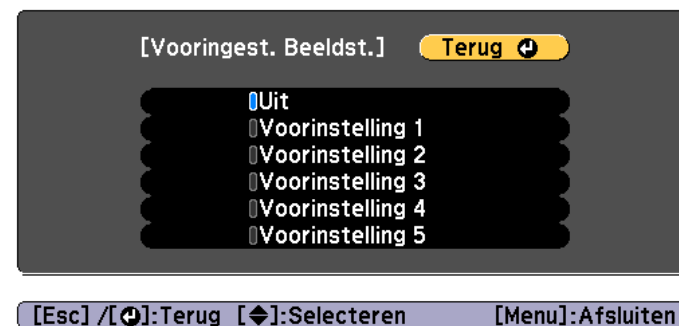 [Vooringest. Beeldst.] Terug
Uit
Voorinstelling 1
Voorinstelling 2
Voorinstelling 3
Voorinstelling 4
Voorinstelling 5
[Esc] /[⏎]:Terug [◆]:Selecteren [Menu]:Afsluiten